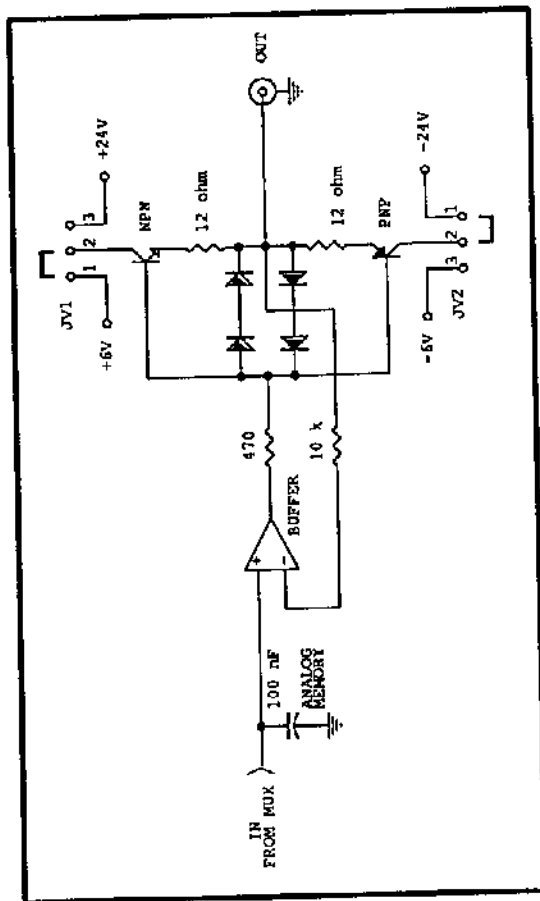 JV1
1
2
3
+6V
+24V
NPN
12 ohm
OUT
470
BUFFER
+
-
10 k
12 ohm
PNP
IN
FROM MUX
100 nF
ANALOG
MEMORY
-6V
-24V
3
2
1
JV2